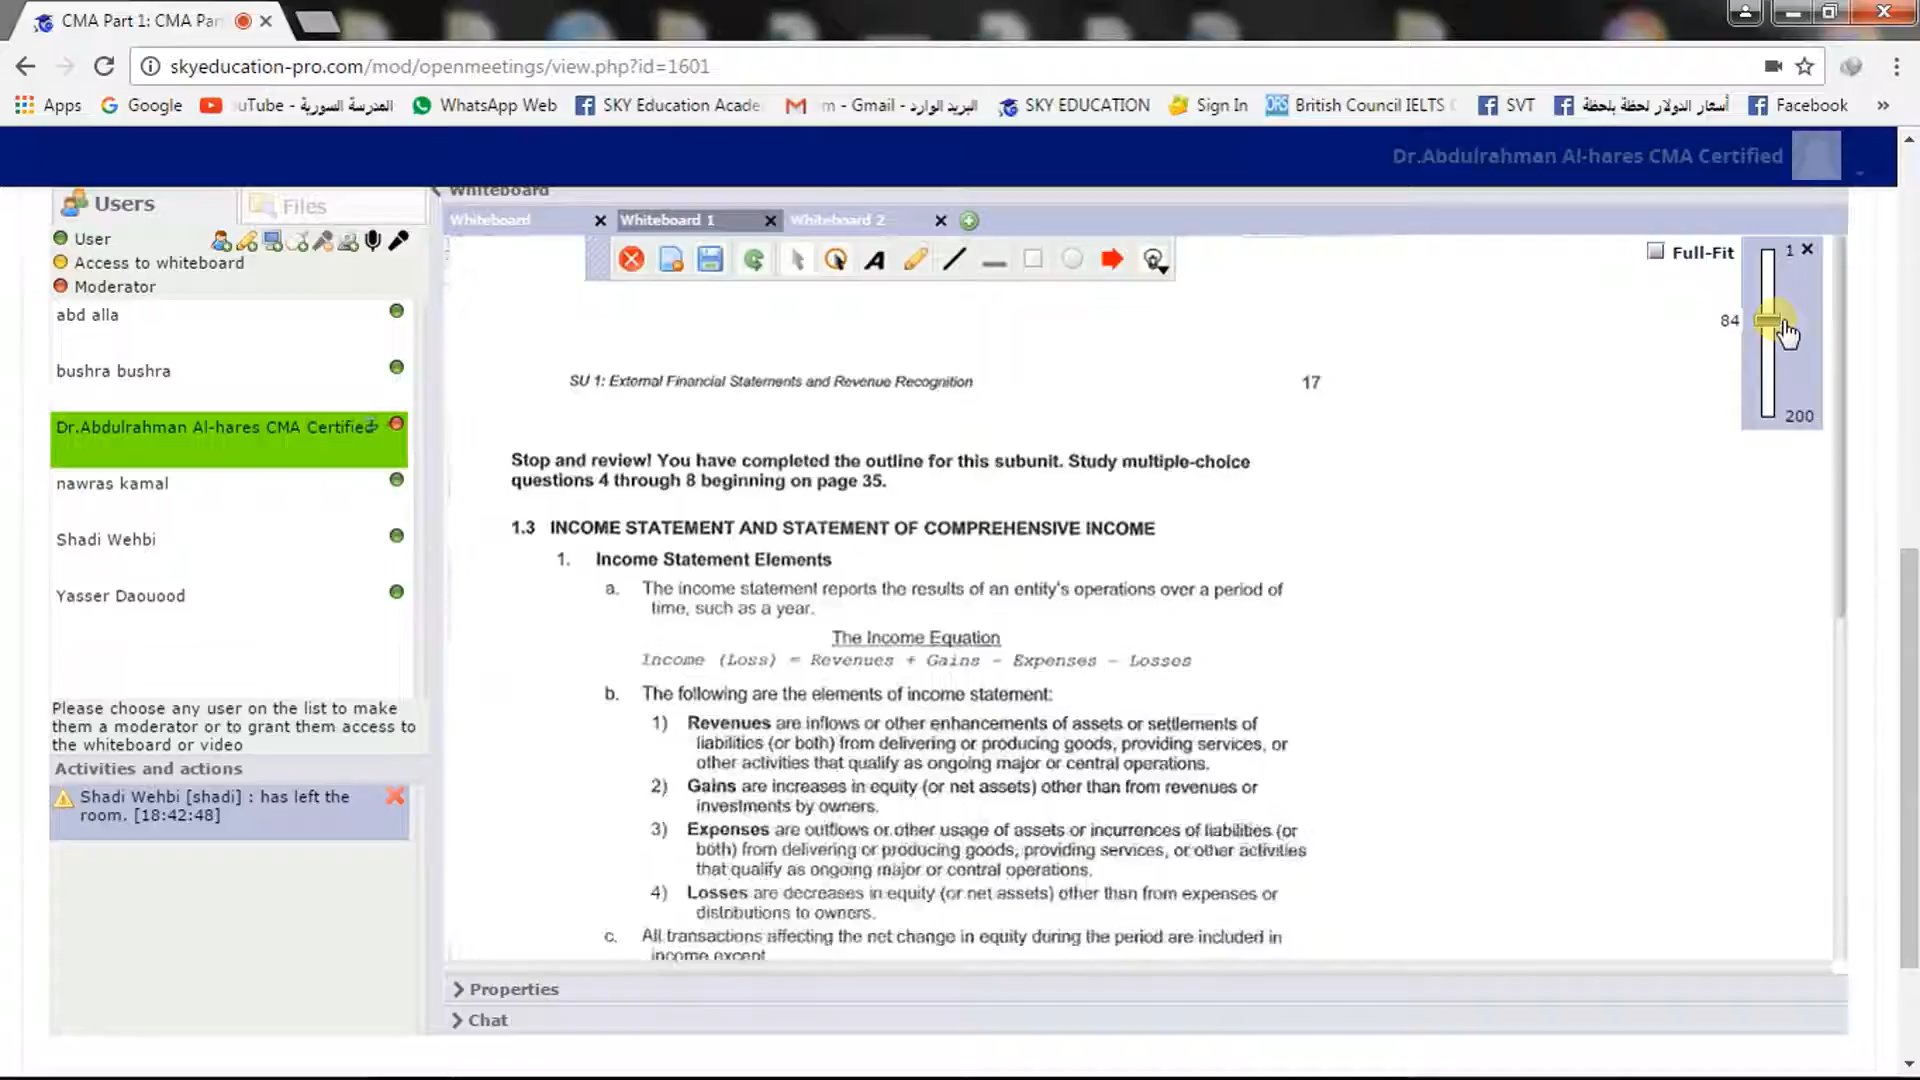 CMA Part 1: CMA Par
skyeducation-pro.com/mod/openmeetings/view.php?id=1601
Apps
Google
uTube - المدرسة السورية
WhatsApp Web
SKY Education Acade
m - Gmail - البريد الوارد
SKY EDUCATION
Sign In
ORS British Council IELTS
SVT
أسعار الدولار لحظة بلحظة
Facebook
»
Dr.Abdulrahman Al-hares CMA Certified
Users
Files
User
Access to whiteboard
Moderator
abd alla
bushra bushra
Dr.Abdulrahman Al-hares CMA Certified
nawras kamal
Shadi Wehbi
Yasser Daouood
Please choose any user on the list to make
them a moderator or to grant them access to
the whiteboard or video
Activities and actions
Shadi Wehbi [shadi] : has left the
room. [18:42:48]
Whiteboard
Whiteboard
Whiteboard 1
Whiteboard 2
A
Full-Fit
1
84
200
SU 1: External Financial Statements and Revenue Recognition 17
Stop and review! You have completed the outline for this subunit. Study multiple-choice
questions 4 through 8 beginning on page 35.
1.3 INCOME STATEMENT AND STATEMENT OF COMPREHENSIVE INCOME
1. Income Statement Elements
a. The income statement reports the results of an entity's operations over a period of
time, such as a year.
The Income Equation
Income (Loss) = Revenues + Gains - Expenses - Losses
b. The following are the elements of income statement:
1) Revenues are inflows or other enhancements of assets or settlements of
liabilities (or both) from delivering or producing goods, providing services, or
other activities that qualify as ongoing major or central operations.
2) Gains are increases in equity (or net assets) other than from revenues or
investments by owners.
3) Expenses are outflows or other usage of assets or incurrences of liabilities (or
both) from delivering or producing goods, providing services, or other activities
that qualify as ongoing major or central operations.
4) Losses are decreases in equity (or net assets) other than from expenses or
distributions to owners.
c. All transactions affecting the net change in equity during the period are included in
income except
Properties
Chat